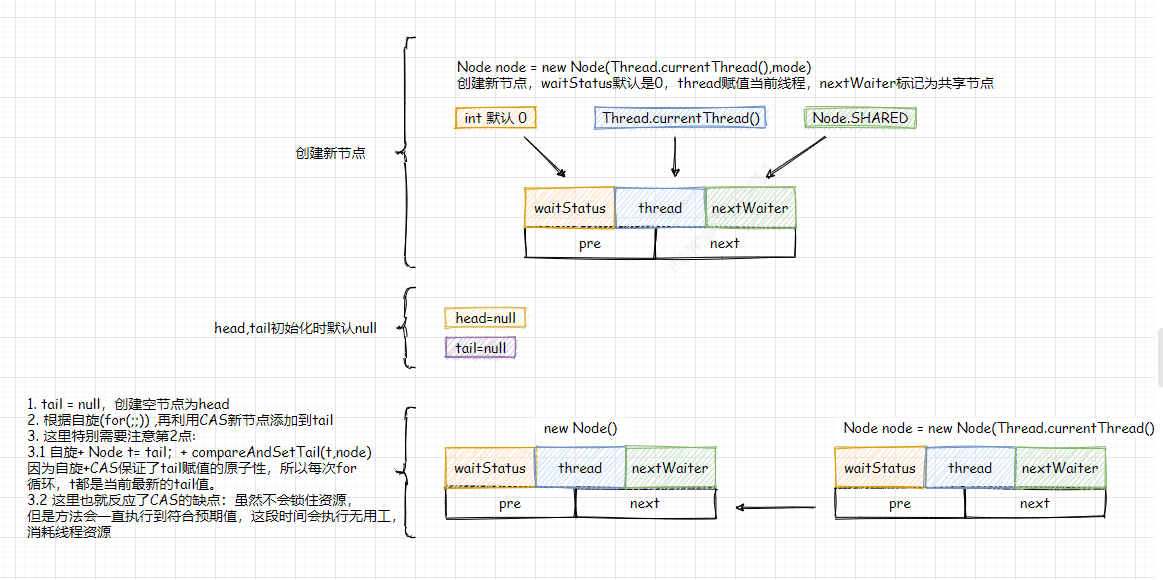 Node node = new Node(Thread.currentThread(),mode)
创建新节点，waitStatus默认是0，thread赋值当前线程，nextWaiter标记为共享节点
int 默认 0
Thread.currentThread()
Node.SHARED
创建新节点
waitStatus
thread
nextWaiter
pre
next
head,tail初始化时默认null
head=null
tail=null
1. tail = null，创建空节点为head
2. 根据自旋(for(;;)) ,再利用CAS新节点添加到tail
3. 这里特别需要注意第2点:
3.1 自旋+ Node t= tail；+ compareAndSetTail(t,node)
因为自旋+CAS保证了tail赋值的原子性，所以每次for
循环，t都是当前最新的tail值。
3.2 这里也就反应了CAS的缺点：虽然不会锁住资源，
但是方法会一直执行到符合预期值，这段时间会执行无用工，
消耗线程资源
new Node()
waitStatus
thread
nextWaiter
pre
next
Node node = new Node(Thread.currentThread()
waitStatus
thread
nextWaiter
pre
next